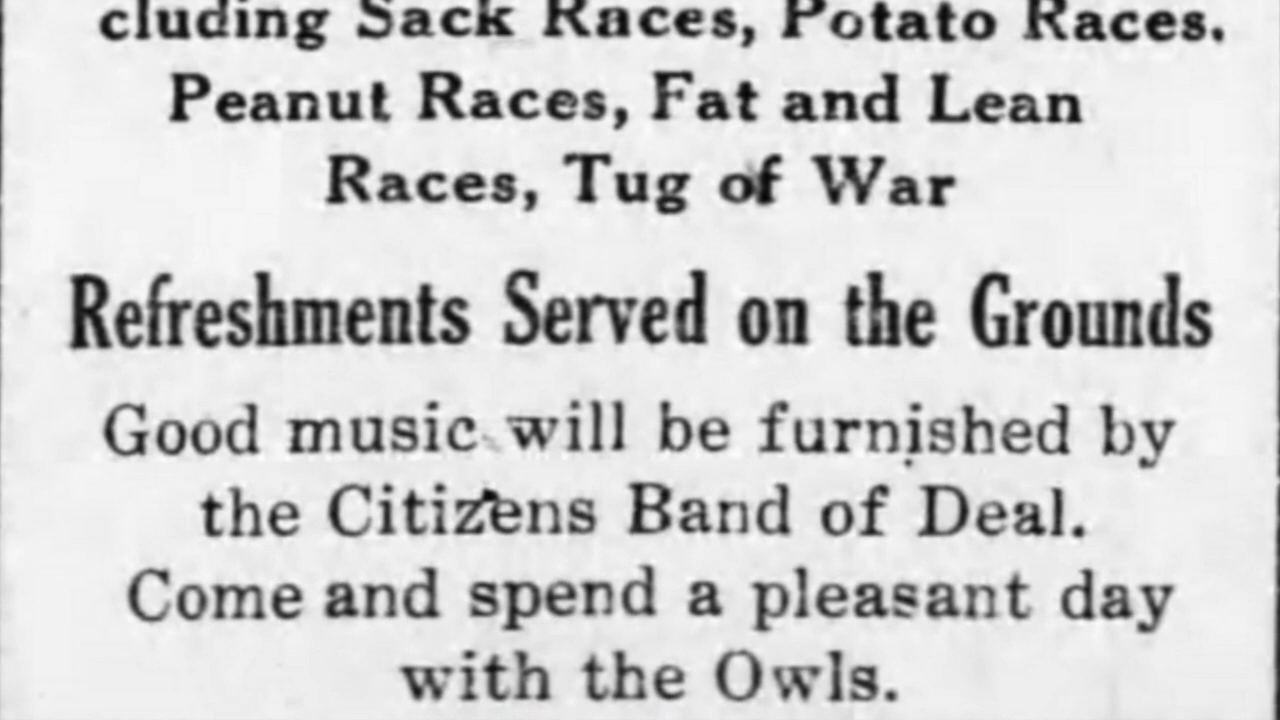 cluding Sack Races, Potato Races.
Peanut Races, Fat and Lean
Races, Tug of War
Refreshments Served on the Grounds
Good music will be furnished by
the Citizens Band of Deal.
Come and spend a pleasant day
with the Owls.